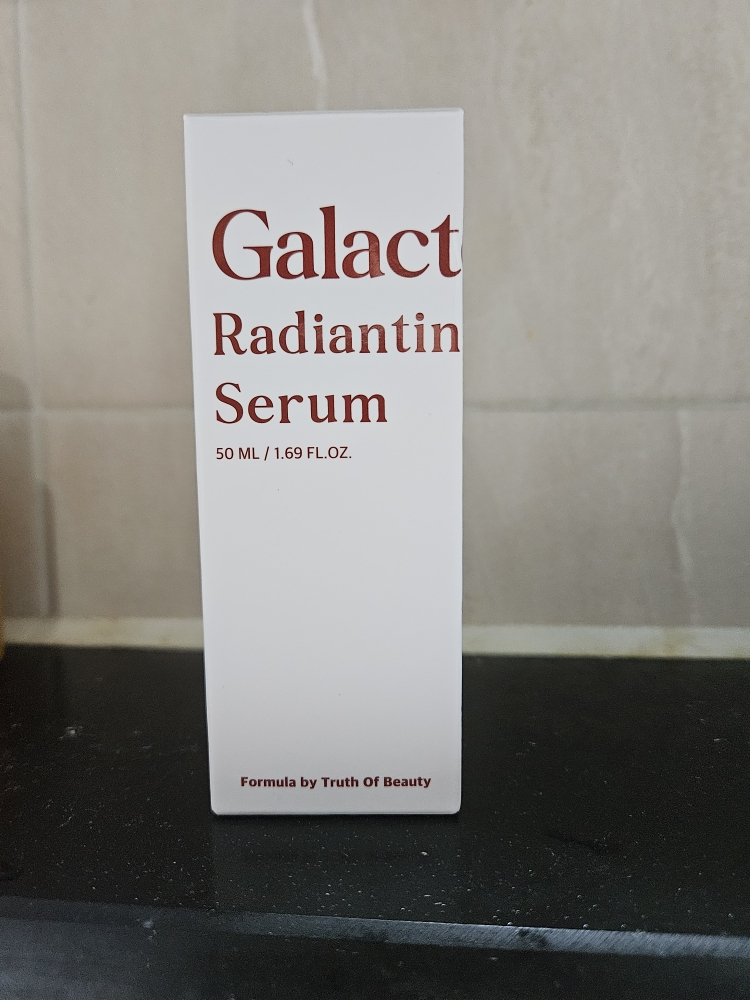 Galact
Radiantin
Serum
50 ML / 1.69 FL.OZ.
Formula by Truth Of Beauty